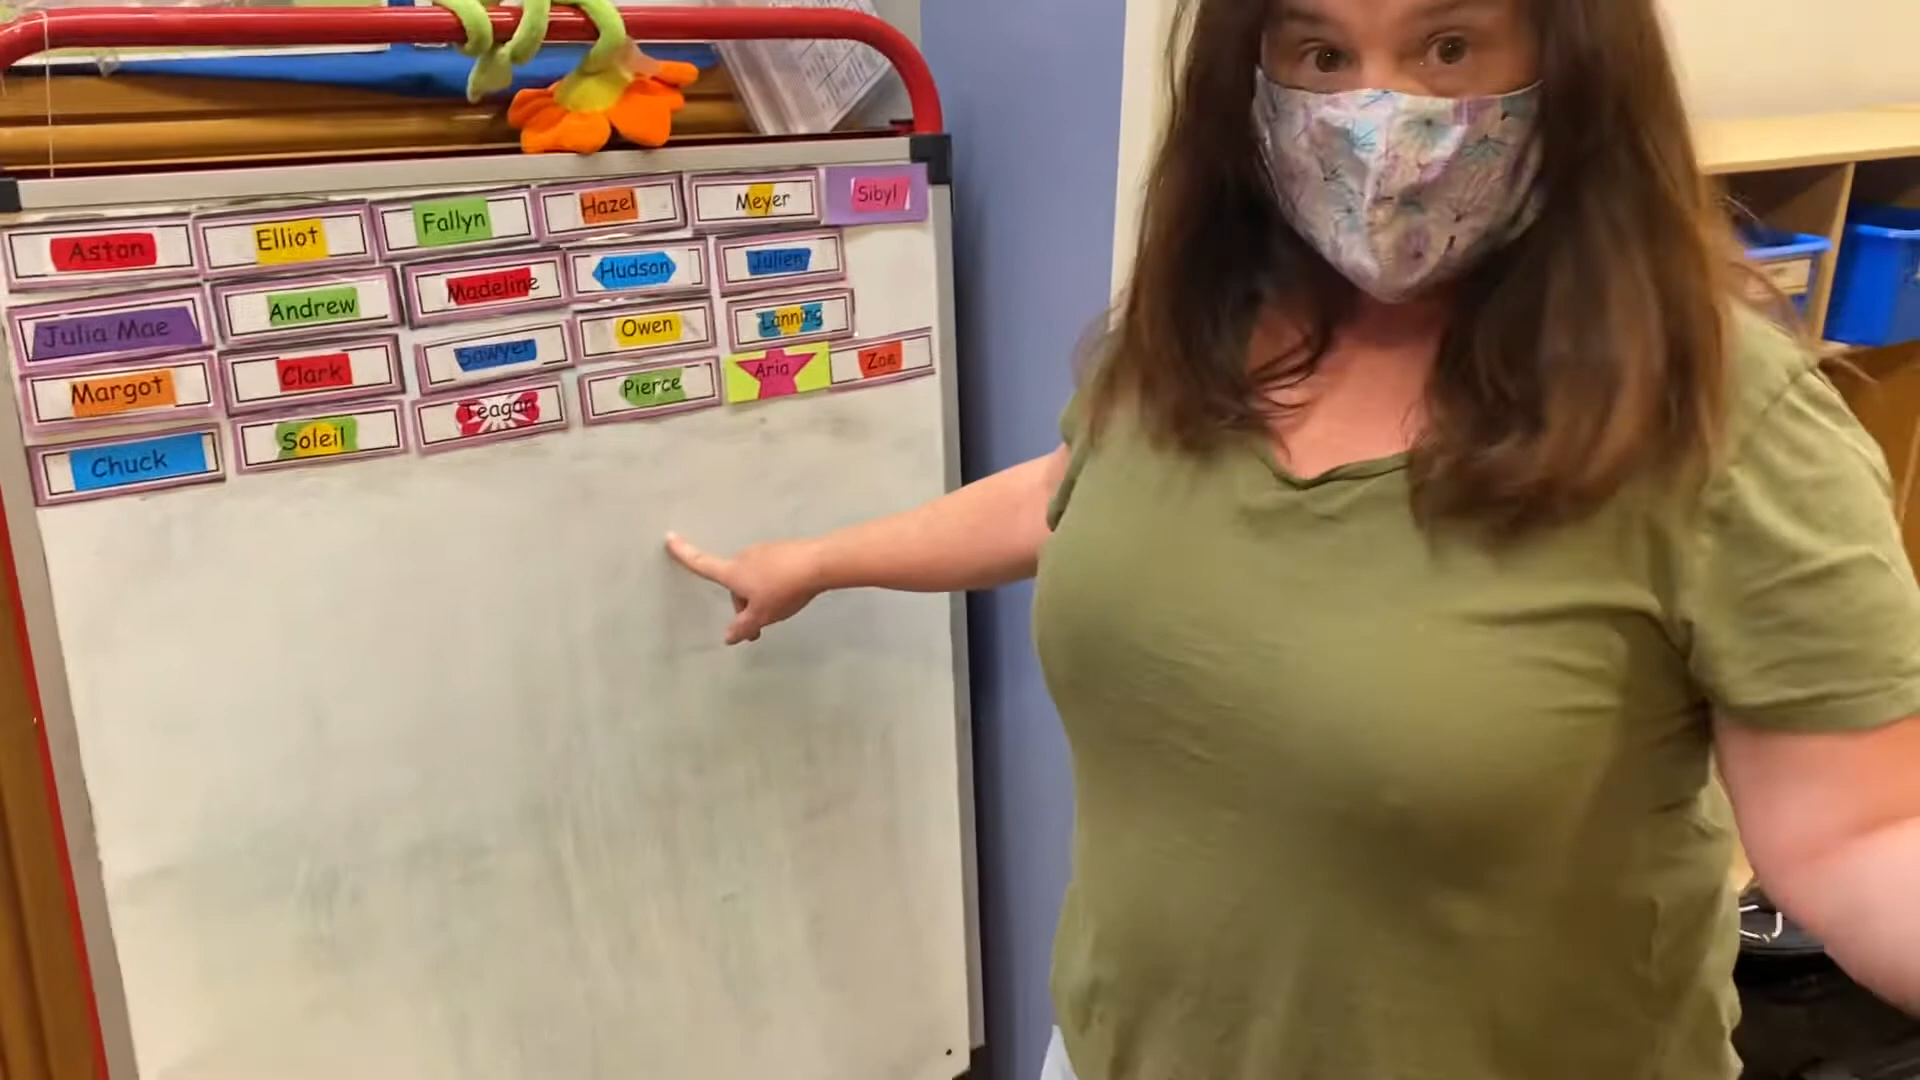 Aston Elliot Fallyn Hazel Meyer Sibyl
Julia Mae Andrew Madeline Hudson Julien
Margot Clark Sawyer Owen Lanning
Chuck Soleil Teagan Pierce Aria Zoe